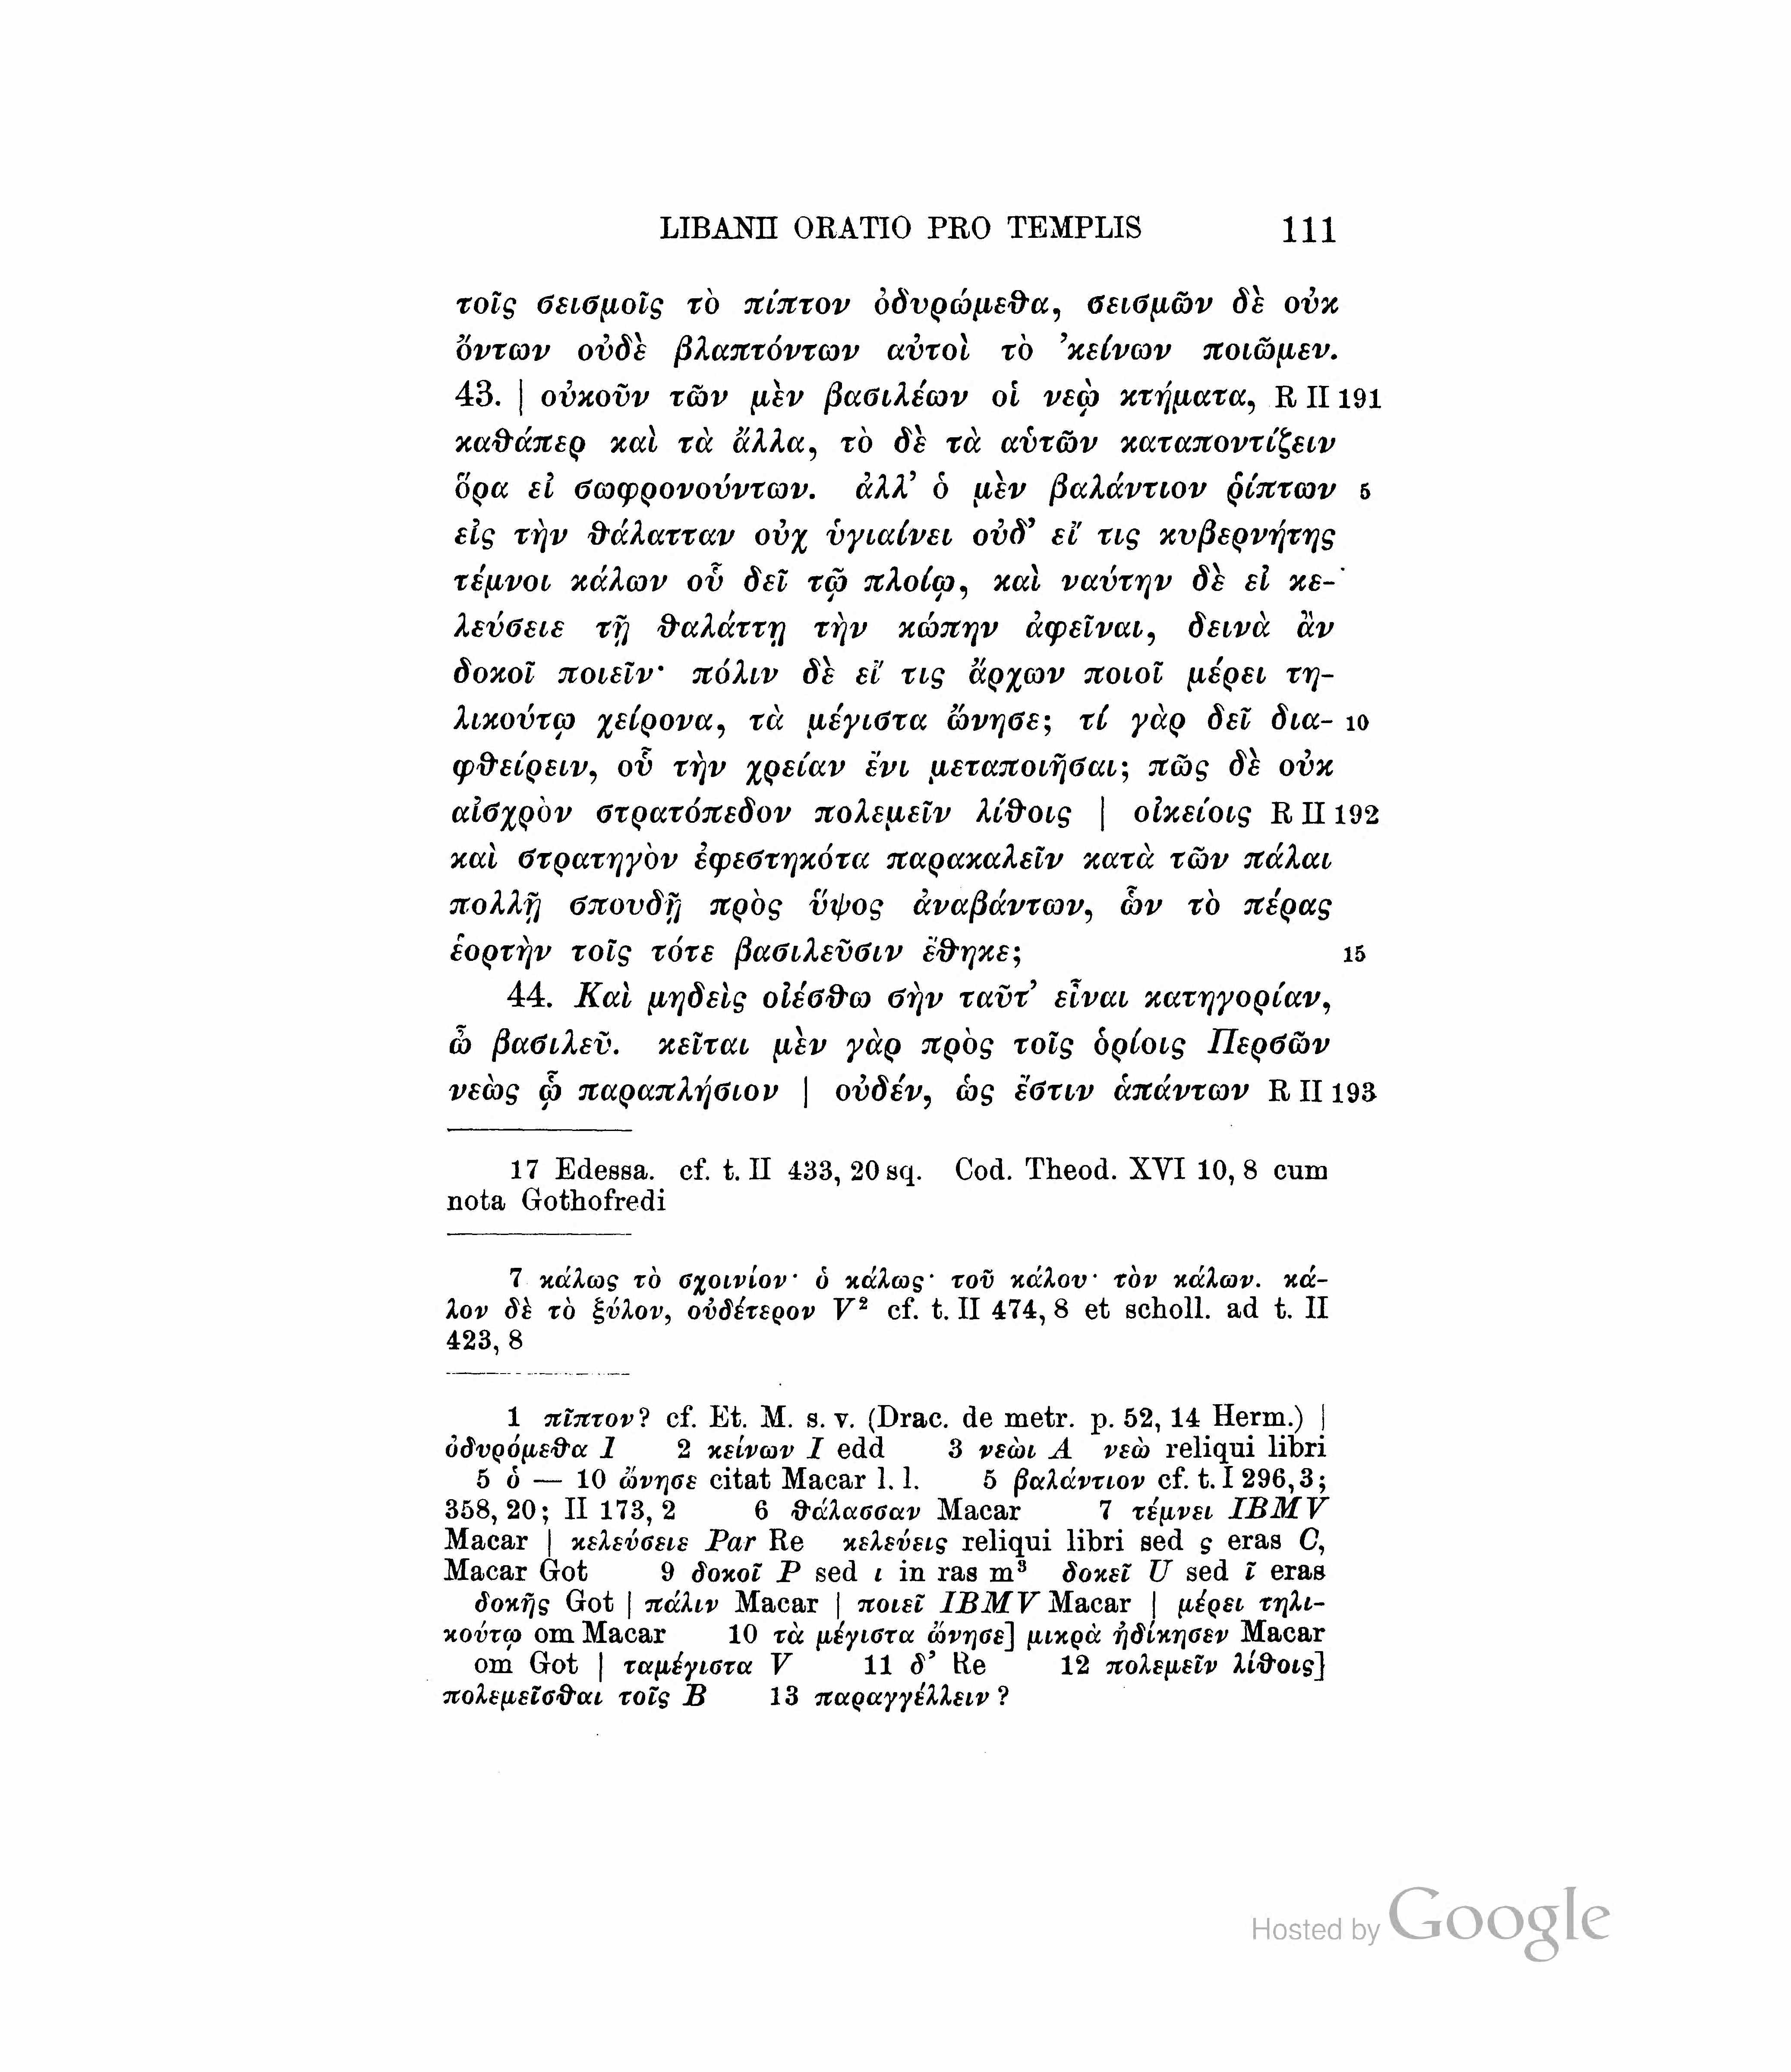 LIBANII ORATIO PRO TEMPLIS 111
τοῖς σεισμοῖς τὸ πίπτον ὀδυρώμεθα, σεισμῶν δὲ οὐκ
ὄντων οὐδὲ βλαπτόντων αὐτοὶ τὸ ’κείνων ποιῶμεν.
43. | οὐκοῦν τῶν μὲν βασιλέων οἱ νεῲ κτήματα, R II 191
καθάπερ καὶ τὰ ἄλλα, τὸ δὲ τὰ αὑτῶν καταποντίζειν
ὅρα εἰ σωφρονούντων. ἀλλ’ ὁ μὲν βαλάντιον ῥίπτων 5
εἰς τὴν θάλατταν οὐχ ὑγιαίνει οὐδ’ εἴ τις κυβερνήτης
τέμνοι κάλων οὗ δεῖ τῷ πλοίῳ, καὶ ναύτην δὲ εἰ κε-
λεύσειε τῇ θαλάττῃ τὴν κώπην ἀφεῖναι, δεινὰ ἂν
δοκοῖ ποιεῖν· πόλιν δὲ εἴ τις ἄρχων ποιοῖ μέρει τη-
λικούτῳ χείρονα, τὰ μέγιστα ὤνησε; τί γὰρ δεῖ δια- 10
φθείρειν, οὗ τὴν χρείαν ἔνι μεταποιῆσαι; πῶς δὲ οὐκ
αἰσχρὸν στρατόπεδον πολεμεῖν λίθοις | οἰκείοις R II 192
καὶ στρατηγὸν ἐφεστηκότα παρακαλεῖν κατὰ τῶν πάλαι
πολλῇ σπουδῇ πρὸς ὕψος ἀναβάντων, ὧν τὸ πέρας
ἑορτὴν τοῖς τότε βασιλεῦσιν ἔθηκε; 15
44. Καὶ μηδεὶς οἰέσθω σὴν ταῦτ’ εἶναι κατηγορίαν,
ὦ βασιλεῦ. κεῖται μὲν γὰρ πρὸς τοῖς ὁρίοις Περσῶν
νεὼς ᾧ παραπλήσιον | οὐδέν, ὡς ἔστιν ἁπάντων R II 193
17 Edessa. cf. t. II 433, 20 sq. Cod. Theod. XVI 10, 8 cum
nota Gothofredi
7 κάλως τὸ σχοινίον· ὁ κάλως· τοῦ κάλου· τὸν κάλων. κά-
λον δὲ τὸ ξύλον, οὐδέτερον V² cf. t. II 474, 8 et scholl. ad t. II
423, 8
1 πῖπτον? cf. Et. M. s. v. (Drac. de metr. p. 52, 14 Herm.) |
ὀδυρόμεθα I 2 κείνων I edd 3 νεὼι A νεὼ reliqui libri
5 ὁ — 10 ὤνησε citat Macar l. l. 5 βαλάντιον cf. t. I 296, 3;
358, 20; II 173, 2 6 θάλασσαν Macar 7 τέμνει IBMV
Macar | κελεύσειε Par Re κελεύεις reliqui libri sed ς eras C,
Macar Got 9 δοκοῖ P sed ι in ras m³ δοκεῖ U sed ῖ eras
δοκῇς Got | πάλιν Macar | ποιεῖ IBMV Macar | μέρει τηλι-
κούτῳ om Macar 10 τὰ μέγιστα ὤνησε] μικρὰ ἠδίκησεν Macar
om Got | ταμέγιστα V 11 δ’ Re 12 πολεμεῖν λίθοις]
πολεμεῖσθαι τοῖς B 13 παραγγέλλειν?
Hosted by Google